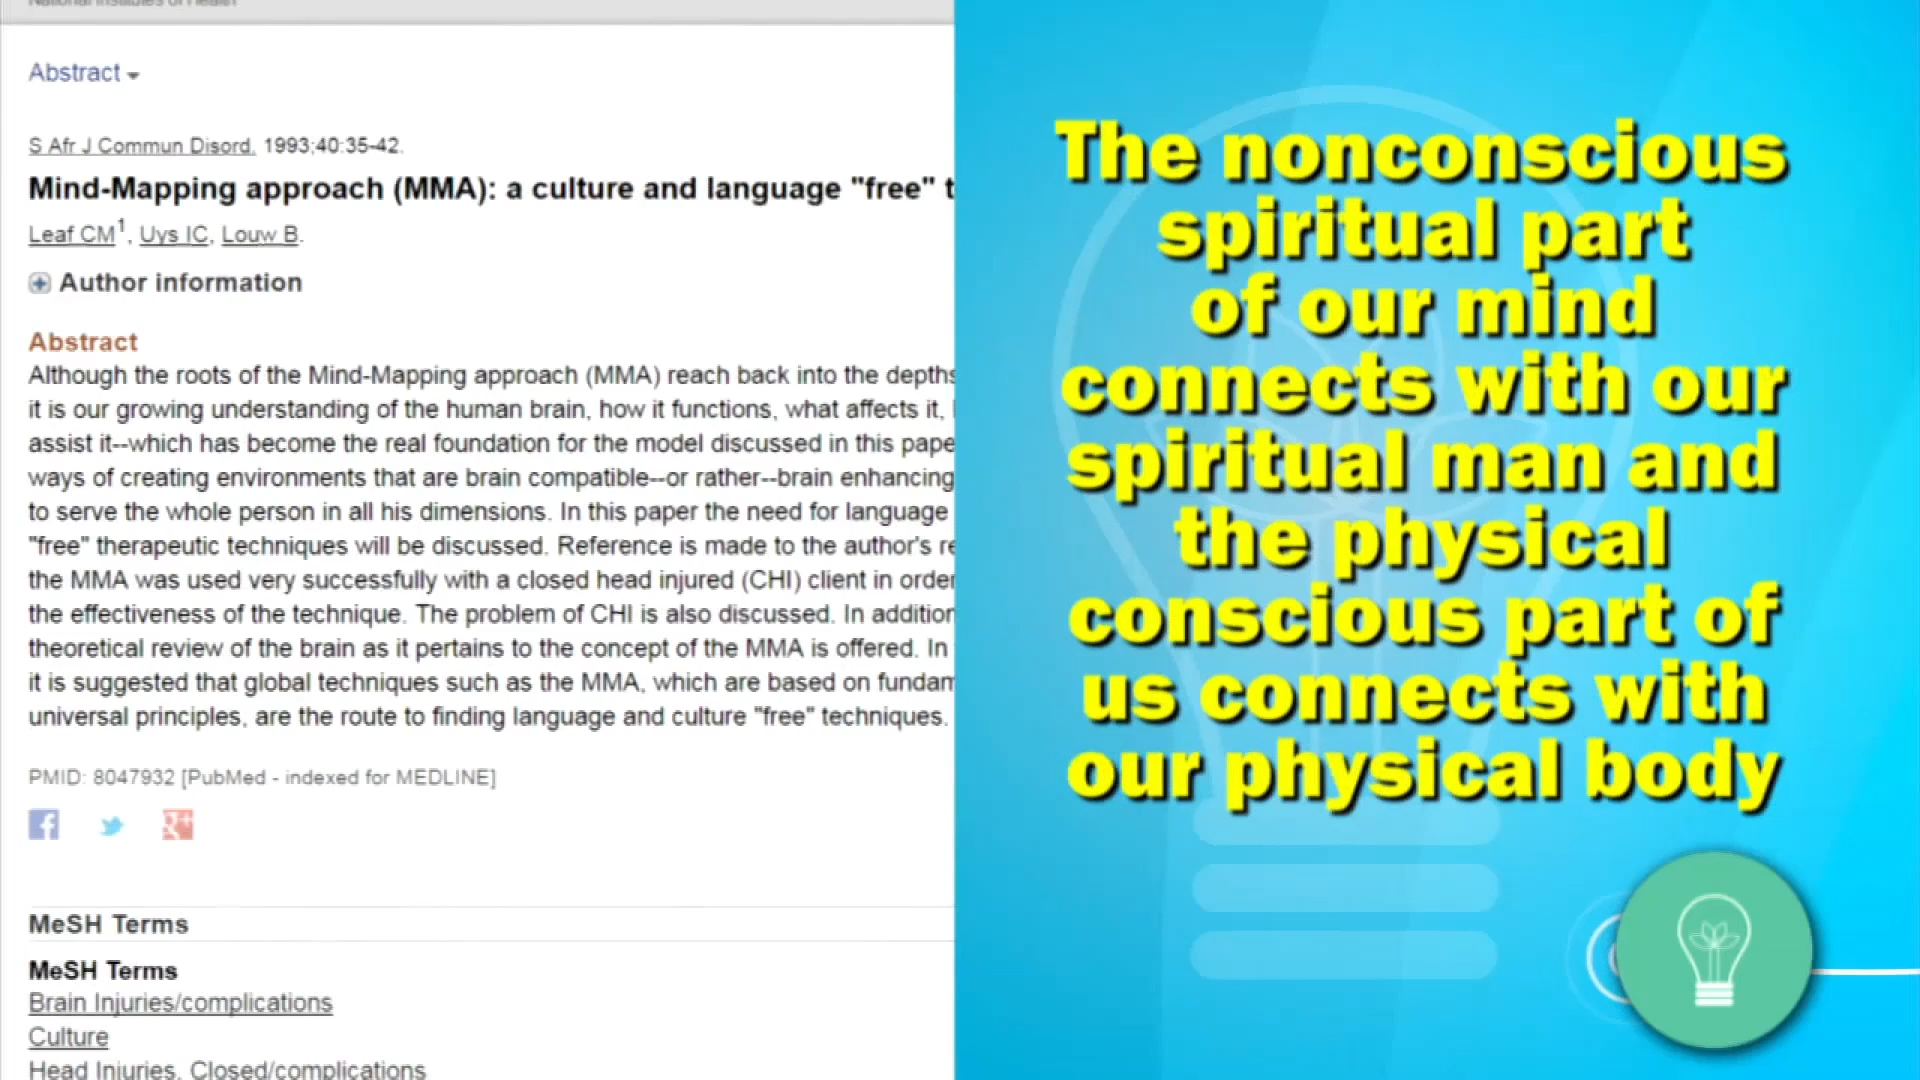 National Institutes of Health
Abstract
S Afr J Commun Disord. 1993;40:35-42.
Mind-Mapping approach (MMA): a culture and language "free" t
Leaf CM1, Uys IC, Louw B.
Author information
Abstract
Although the roots of the Mind-Mapping approach (MMA) reach back into the depths
it is our growing understanding of the human brain, how it functions, what affects it,
assist it--which has become the real foundation for the model discussed in this pape
ways of creating environments that are brain compatible--or rather--brain enhancing
to serve the whole person in all his dimensions. In this paper the need for language
"free" therapeutic techniques will be discussed. Reference is made to the author's re
the MMA was used very successfully with a closed head injured (CHI) client in order
the effectiveness of the technique. The problem of CHI is also discussed. In addition
theoretical review of the brain as it pertains to the concept of the MMA is offered. In
it is suggested that global techniques such as the MMA, which are based on fundam
universal principles, are the route to finding language and culture "free" techniques.
PMID: 8047932 [PubMed - indexed for MEDLINE]
MeSH Terms
MeSH Terms
Brain Injuries/complications
Culture
Head Injuries, Closed/complications
The nonconscious
spiritual part
of our mind
connects with our
spiritual man and
the physical
conscious part of
us connects with
our physical body